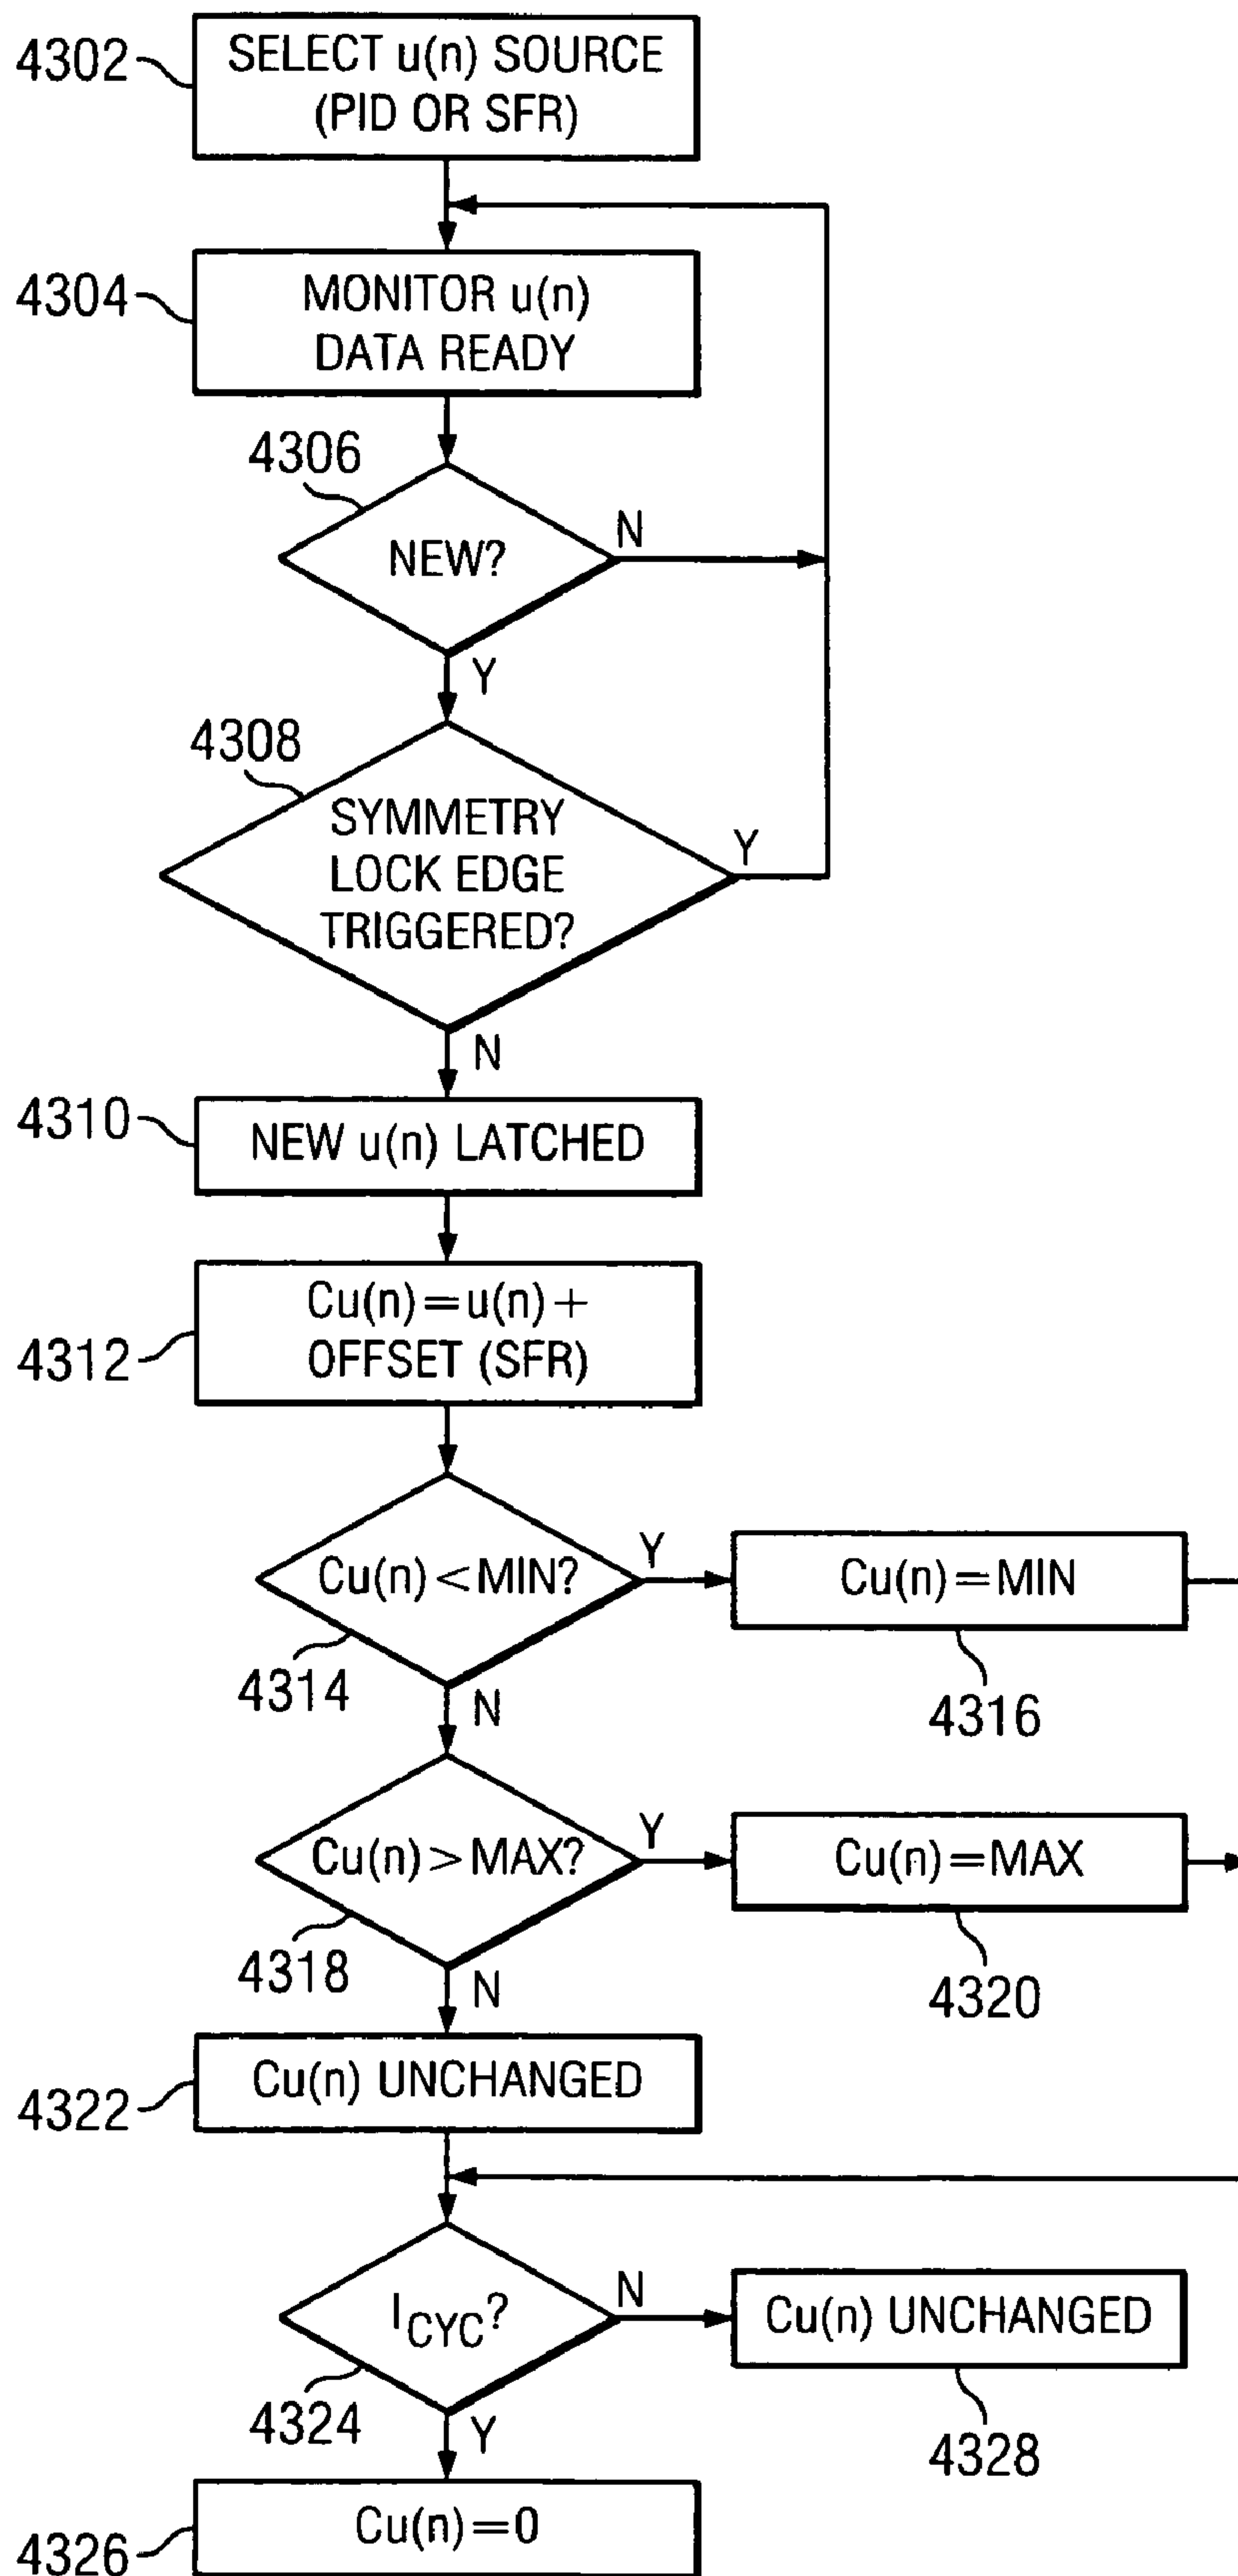 4302
SELECT u(n) SOURCE
(PID OR SFR)
4304
MONITOR u(n)
DATA READY
4306
NEW?
N
Y
4308
SYMMETRY
LOCK EDGE
TRIGGERED?
Y
N
4310
NEW u(n) LATCHED
4312
Cu(n)=u(n)+
OFFSET (SFR)
Cu(n)<MIN?
Y
Cu(n)=MIN
4314
N
4316
Cu(n)>MAX?
Y
Cu(n)=MAX
4318
N
4320
4322
Cu(n) UNCHANGED
ICYC?
N
Cu(n) UNCHANGED
4324
Y
4328
4326
Cu(n)=0